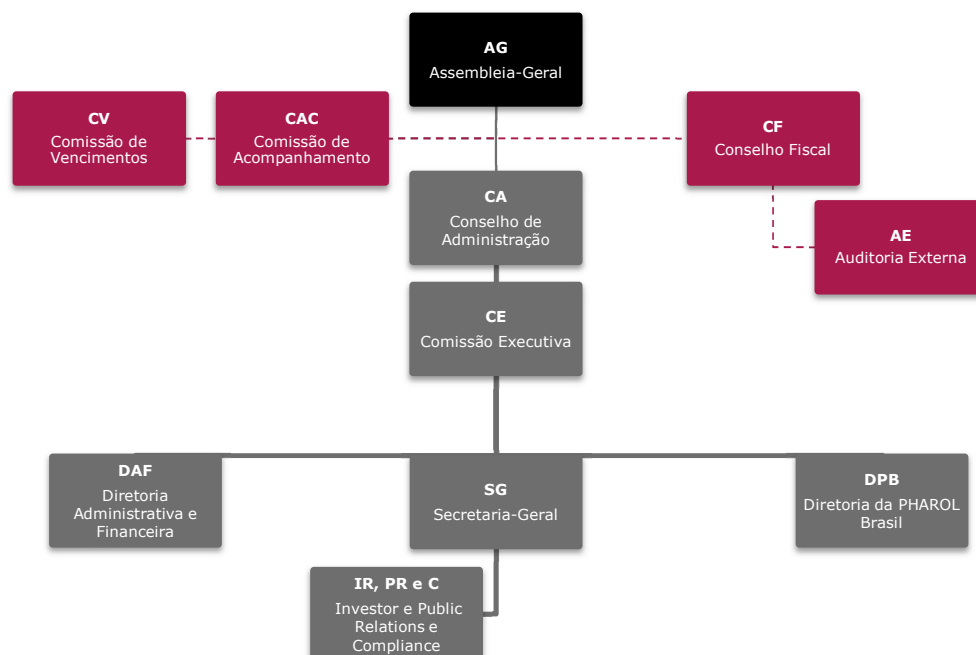 AG
Assembleia-Geral
CV
Comissão de
Vencimentos
CAC
Comissão de
Acompanhamento
CF
Conselho Fiscal
CA
Conselho de
Administração
AE
Auditoria Externa
CE
Comissão Executiva
DAF
Diretoria
Administrativa e
Financeira
SG
Secretaria-Geral
DPB
Diretoria da PHAROL
Brasil
IR, PR e C
Investor e Public
Relations e
Compliance